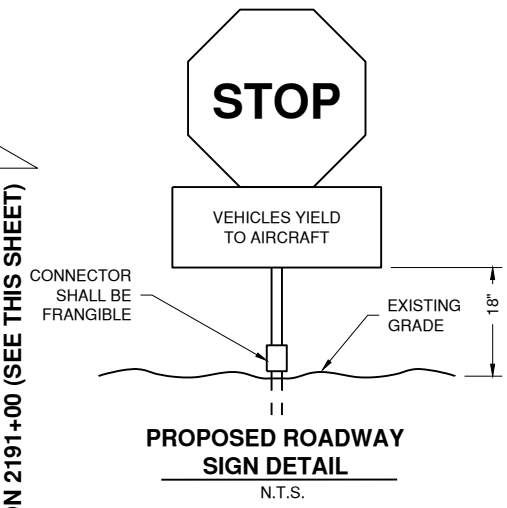 STOP
VEHICLES YIELD
TO AIRCRAFT
CONNECTOR
SHALL BE
FRANGIBLE
EXISTING
GRADE
18"
PROPOSED ROADWAY
SIGN DETAIL
N.T.S.
2191+00 (SEE THIS SHEET)